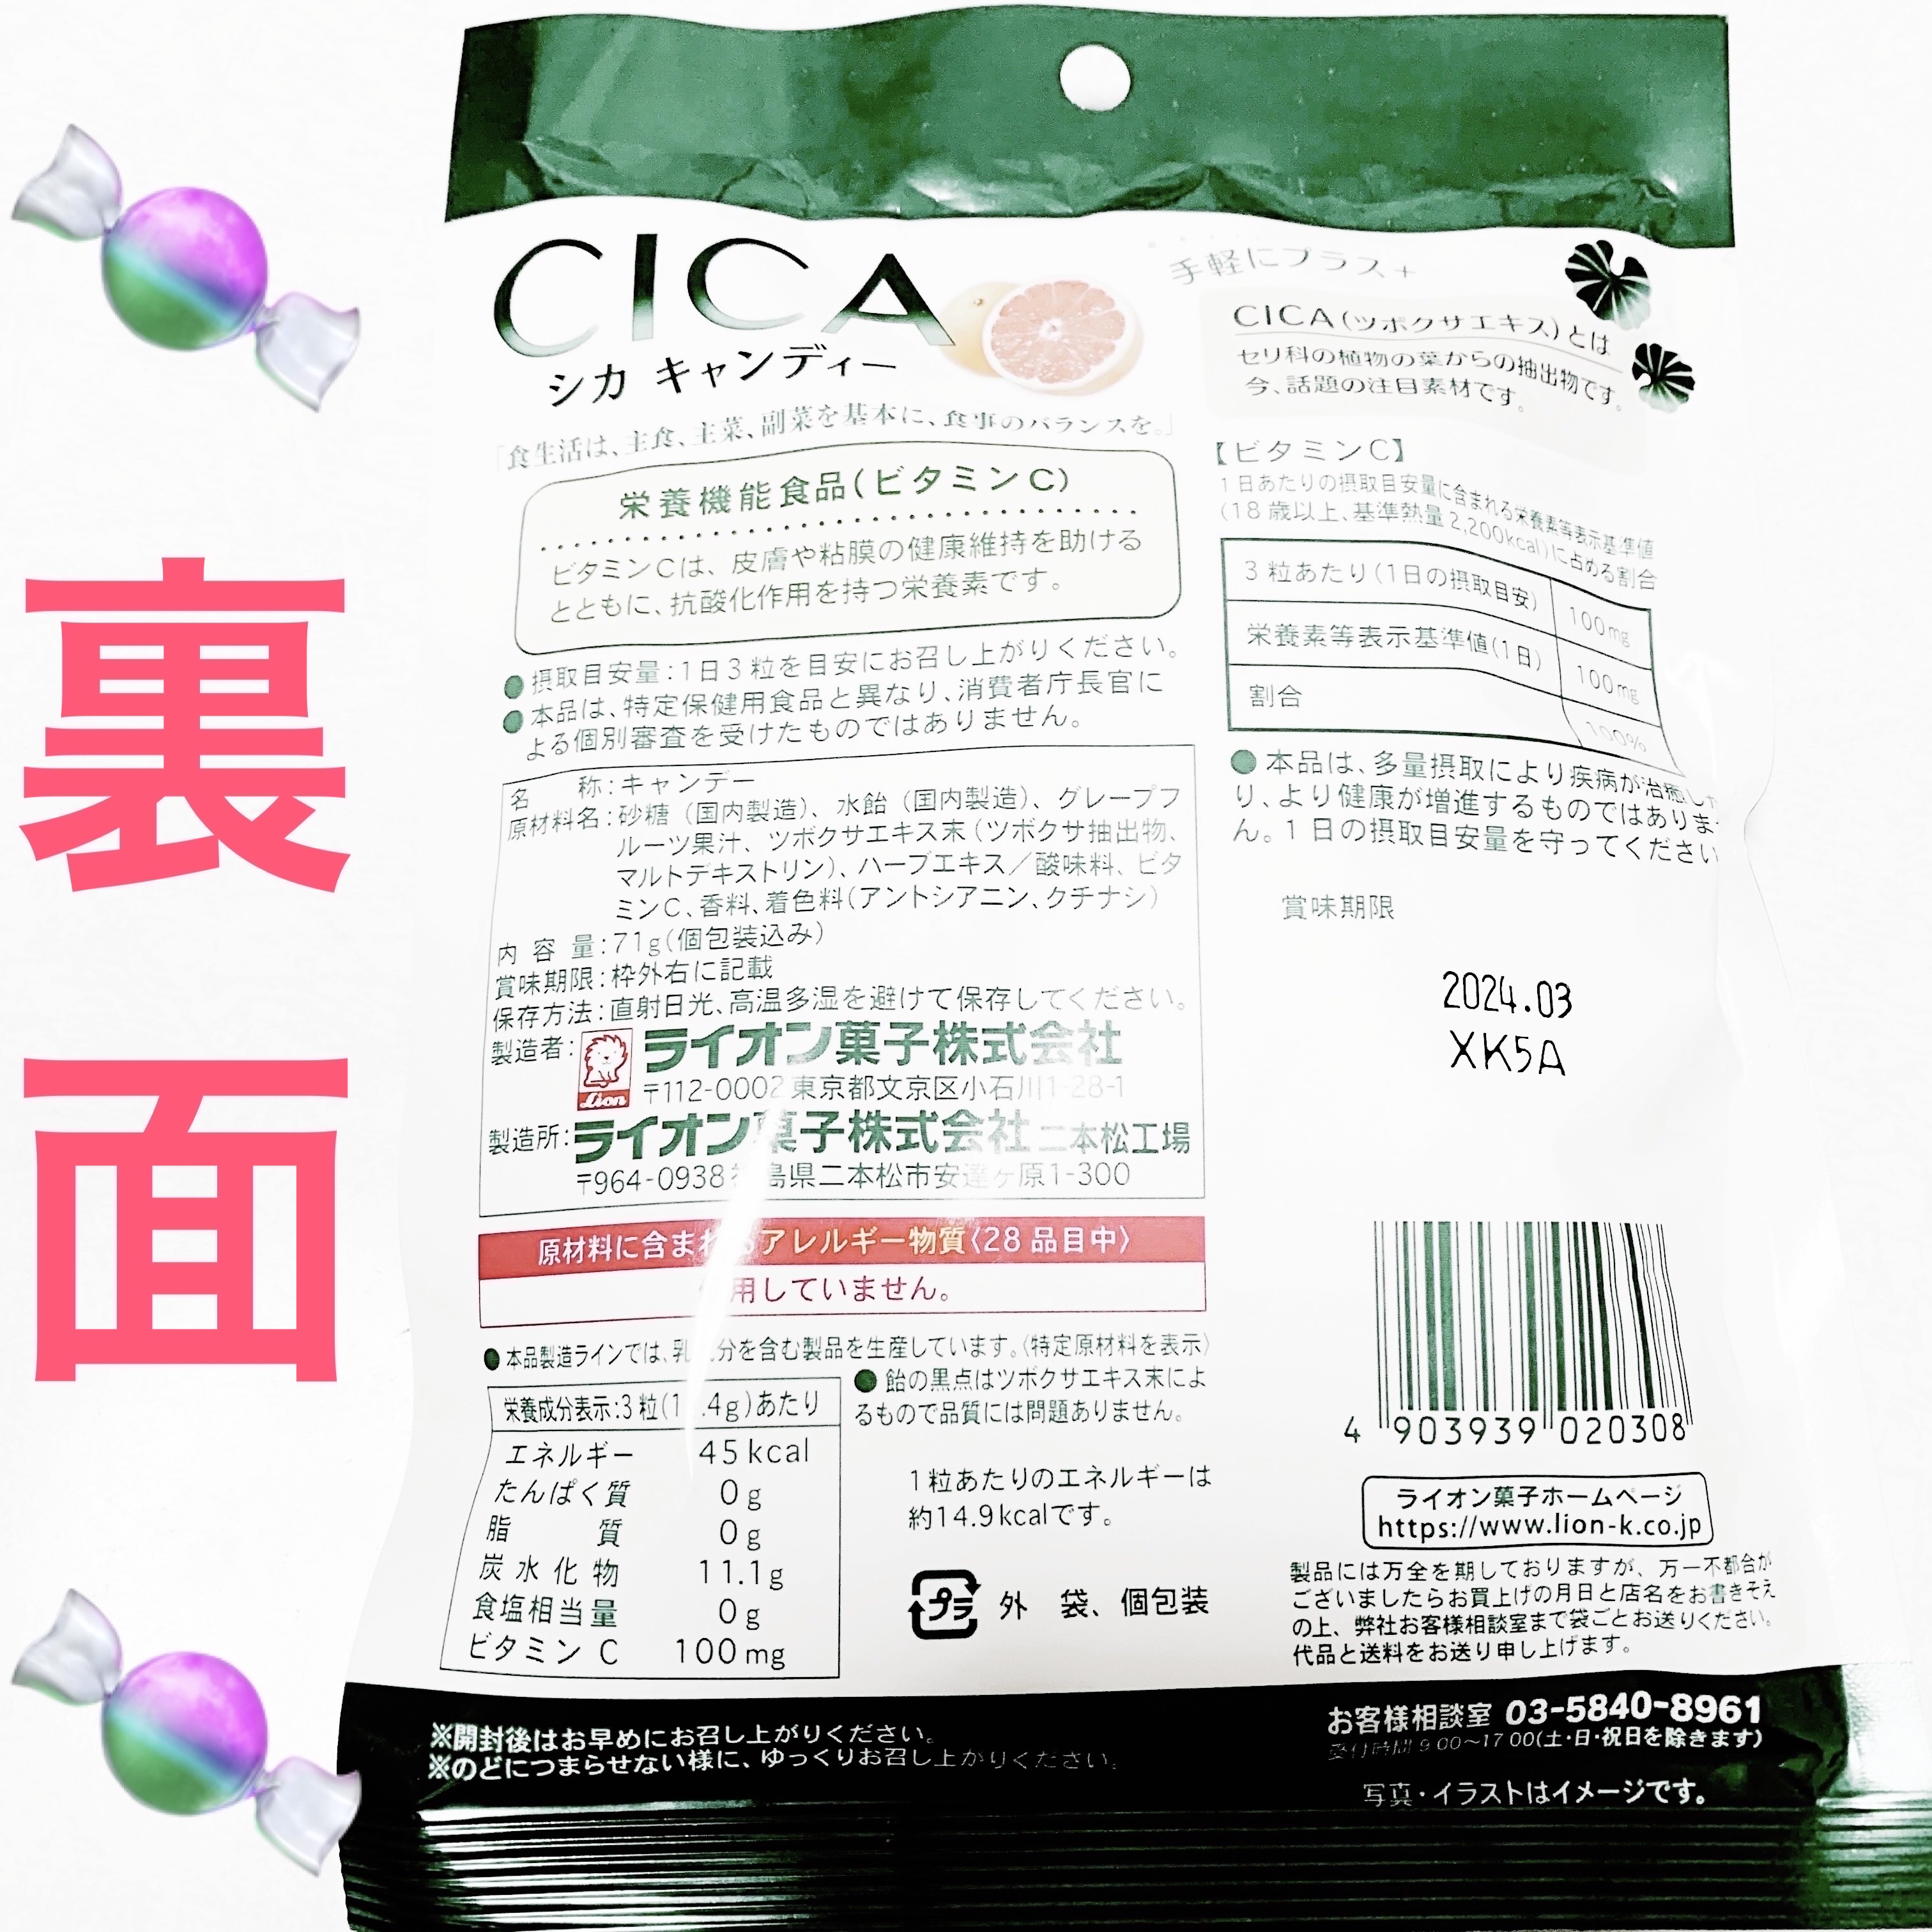 裏面
CICA
シカ キャンディー
「食生活は、主食、主菜、副菜を基本に、食事のバランスを。」
栄養機能食品(ビタミンC)
ビタミンCは、皮膚や粘膜の健康維持を助ける
とともに、抗酸化作用を持つ栄養素です。
●摂取目安量:1日3粒を目安にお召し上がりください。
●本品は、特定保健用食品と異なり、消費者庁長官に
よる個別審査を受けたものではありません。
名 称:キャンデー
原材料名:砂糖(国内製造)、水飴(国内製造)、グレープフ
ルーツ果汁、ツボクサエキス末(ツボクサ抽出物、
マルトデキストリン)、ハーブエキス/酸味料、ビタ
ミンC、香料、着色料(アントシアニン、クチナシ)
内容量:71g(個包装込み)
賞味期限:枠外右に記載
保存方法:直射日光、高温多湿を避けて保存してください。
製造者:Lion ライオン菓子株式会社
〒112-0002 東京都文京区小石川1-28-1
製造所:ライオン菓子株式会社 二本松工場
〒964-0938 島県二本松市安達ヶ原1-300
原材料に含まれるアレルギー物質〈28品目中〉
用していません。
●本品製造ラインでは、乳 分を含む製品を生産しています。〈特定原材料を表示〉
栄養成分表示:3粒(1 .4g)あたり
エネルギー 45kcal
たんぱく質 0g
脂質 0g
炭水化物 11.1g
食塩相当量 0g
ビタミンC 100mg
●飴の黒点はツボクサエキス末によ
るもので品質には問題ありません。
1粒あたりのエネルギーは
約14.9kcalです。
プラ 外 袋、個包装
手軽にプラス+
CICA(ツボクサエキス)とは
セリ科の植物の葉からの抽出物です。
今、話題の注目素材です。
【ビタミンC】
1日あたりの摂取目安量に含まれる栄養素等表示基準値
(18歳以上、基準熱量2,200kcal)に占める割合
3粒あたり(1日の摂取目安) 100mg
栄養素等表示基準値(1日) 100mg
割合 100%
●本品は、多量摂取により疾病が治癒し
り、より健康が増進するものではありま
ん。1日の摂取目安量を守ってください
賞味期限
2024.03
XK5A
4 903939 020308
ライオン菓子ホームページ
https://www.lion-k.co.jp
製品には万全を期しておりますが、万一不都合が
ございましたらお買上げの月日と店名をお書きそえ
の上、弊社お客様相談室まで袋ごとお送りください。
代品と送料をお送り申し上げます。
※開封後はお早めにお召し上がりください。
※のどにつまらせない様に、ゆっくりお召し上がりください。
お客様相談室 03-5840-8961
受付時間 9:00〜17:00(土・日・祝日を除きます)
写真・イラストはイメージです。